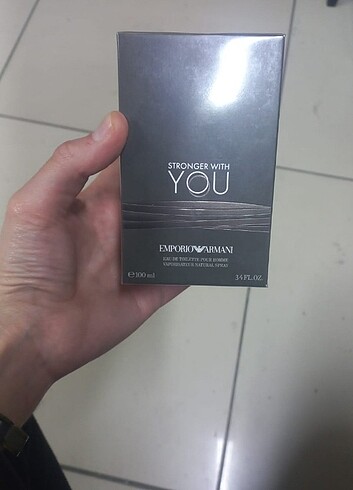 STRONGER WITH
YOU
EMPORIO ARMANI
EAU DE TOILETTE POUR HOMME
VAPORISATEUR NATURAL SPRAY
℮ 100 ml 3.4 FL. OZ.